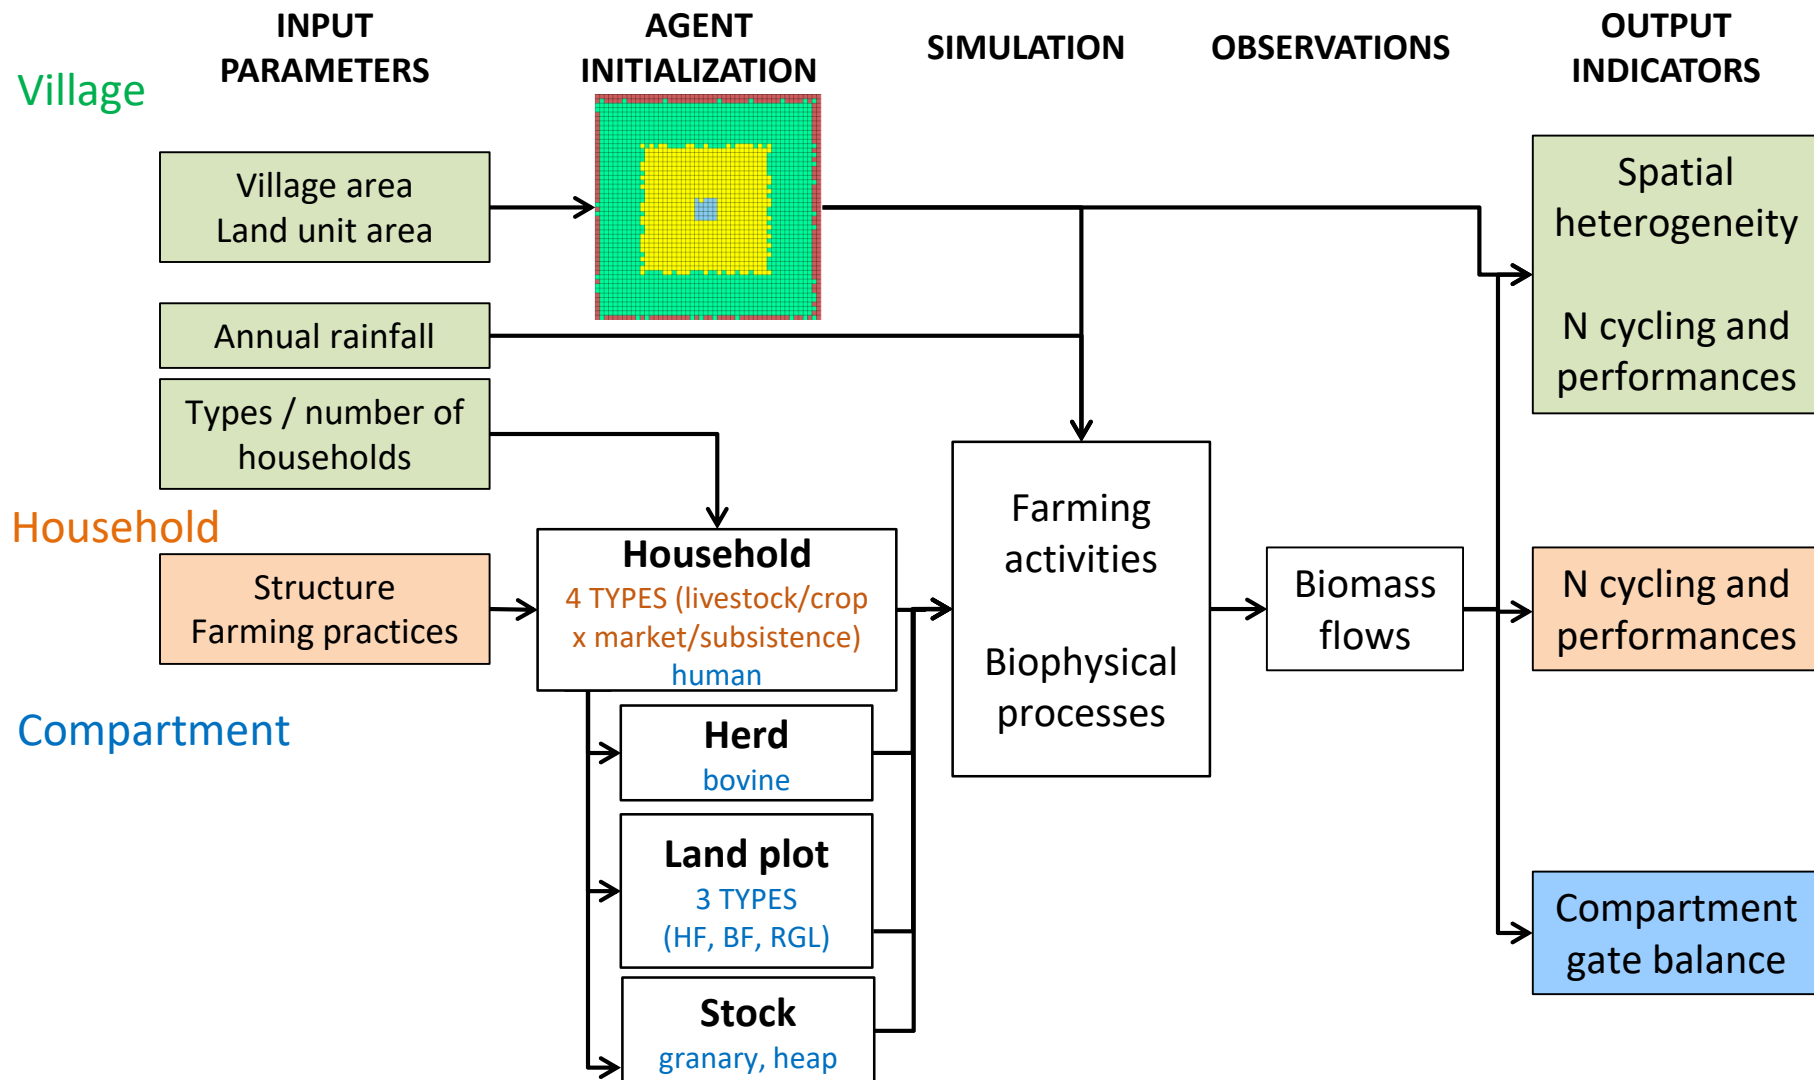 INPUT
PARAMETERS
AGENT
INITIALIZATION
SIMULATION
OBSERVATIONS
OUTPUT
INDICATORS
Village
Village area
Land unit area
Annual rainfall
Types / number of
households
Spatial
heterogeneity
N cycling and
performances
Household
Structure
Farming practices
Household
4 TYPES (livestock/crop
x market/subsistence)
human
Farming
activities
Biophysical
processes
Biomass
flows
N cycling and
performances
Compartment
Herd
bovine
Land plot
3 TYPES
(HF, BF, RGL)
Stock
granary, heap
Compartment
gate balance